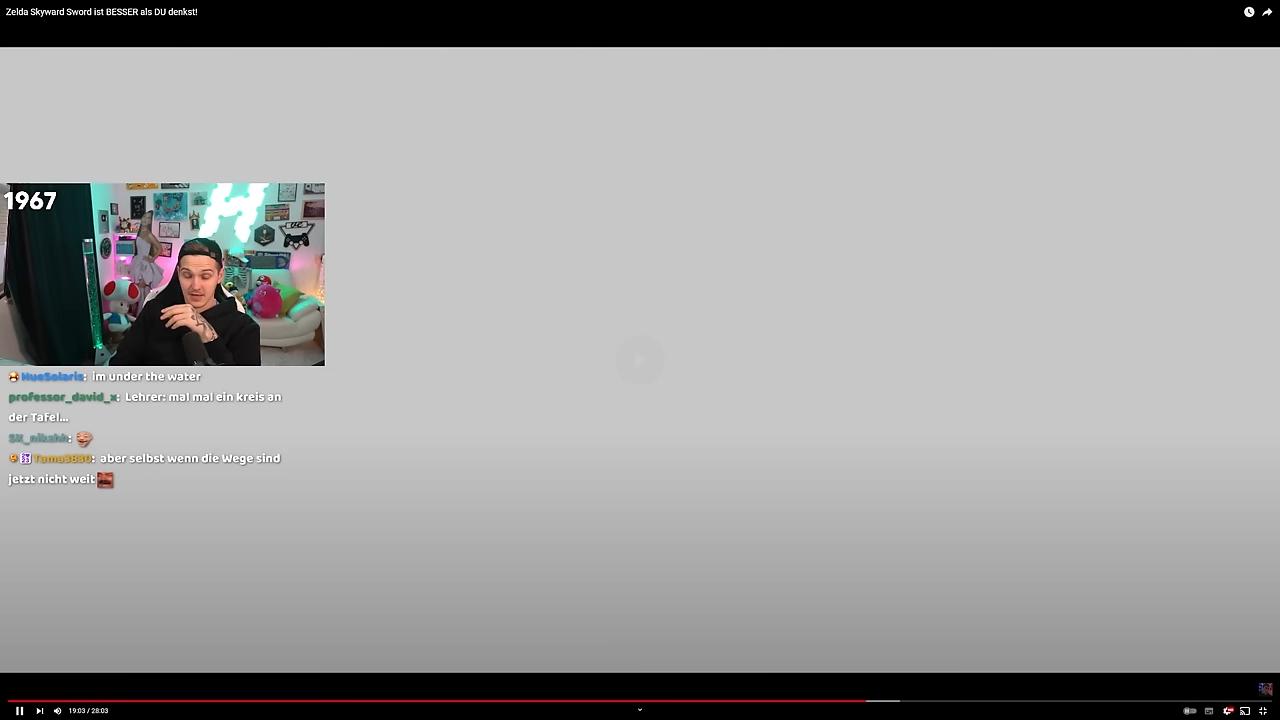 Zelda Skyward Sword ist BESSER als DU denkst!
1967
HueSolaris: im under the water
professor_david_x: Lehrer: mal mal ein kreis an
der Tafel...
aber selbst wenn die Wege sind
jetzt nicht weit
19:03 / 28:03